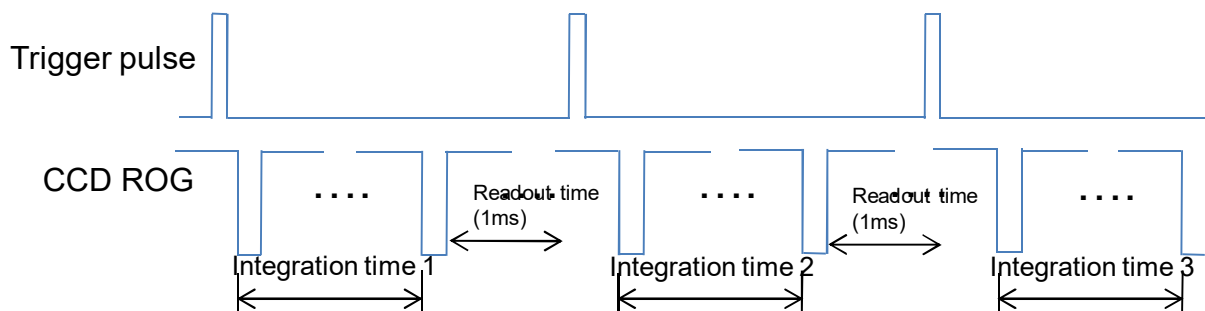 Trigger pulse
CCD ROG
....
Readout time
(1ms)
....
....
Readout time
(1ms)
....
....
Integration time 1
Integration time 2
Integration time 3